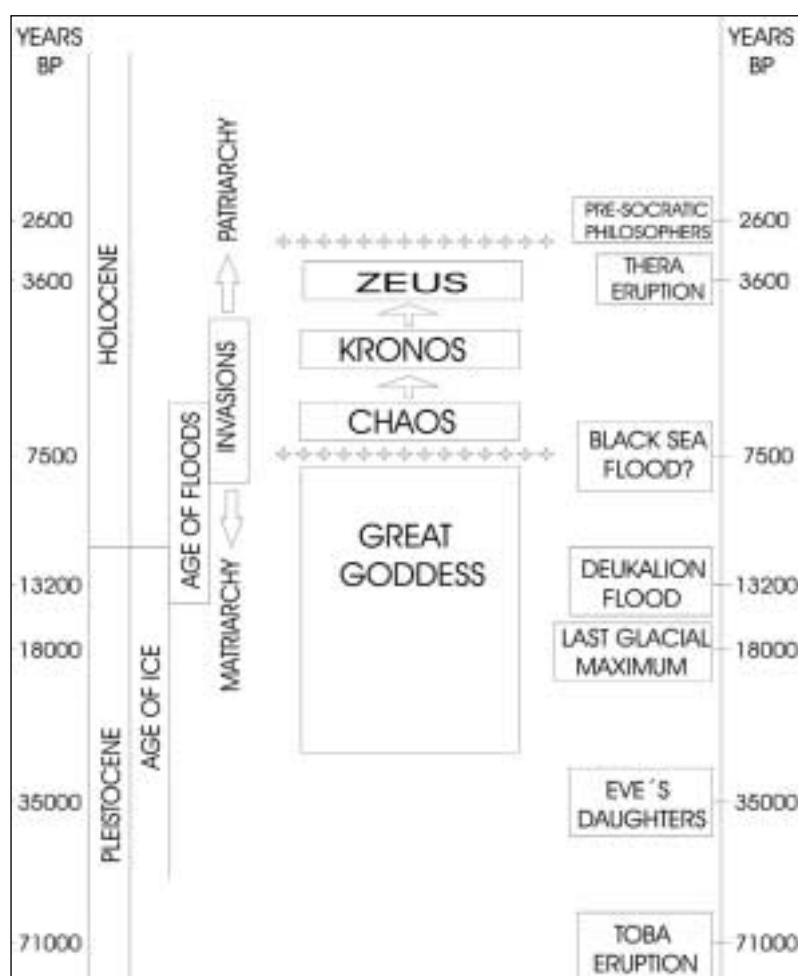 YEARS
BP
YEARS
BP
PATRIARCHY
2600
PRE-SOCRATIC
PHILOSOPHERS
2600
HOLOCENE
3600
ZEUS
THERA
ERUPTION
3600
INVASIONS
KRONOS
AGE OF FLOODS
CHAOS
7500
BLACK SEA
FLOOD?
7500
GREAT
GODDESS
13200
DEUKALION
FLOOD
13200
MATRIARCHY
18000
LAST GLACIAL
MAXIMUM
18000
AGE OF ICE
PLEISTOCENE
35000
EVE´S
DAUGHTERS
35000
71000
TOBA
ERUPTION
71000